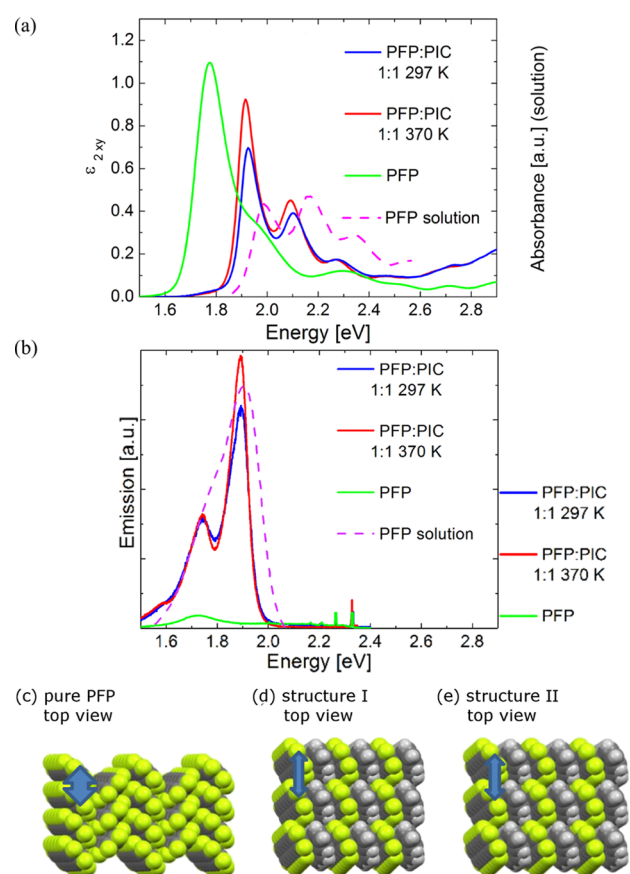 (a)
1.2
1.0
0.8
0.6
0.4
0.2
0.0
ε 2 xy
PFP:PIC
1:1 297 K
PFP:PIC
1:1 370 K
PFP
PFP solution
Absorbance [a.u.] (solution)
1.6 1.8 2.0 2.2 2.4 2.6 2.8
Energy [eV]
(b)
Emission [a.u.]
PFP:PIC
1:1 297 K
PFP:PIC
1:1 370 K
PFP
PFP solution
PFP:PIC
1:1 297 K
PFP:PIC
1:1 370 K
PFP
1.6 1.8 2.0 2.2 2.4 2.6 2.8
Energy [eV]
(c) pure PFP
top view
(d) structure I
top view
(e) structure II
top view